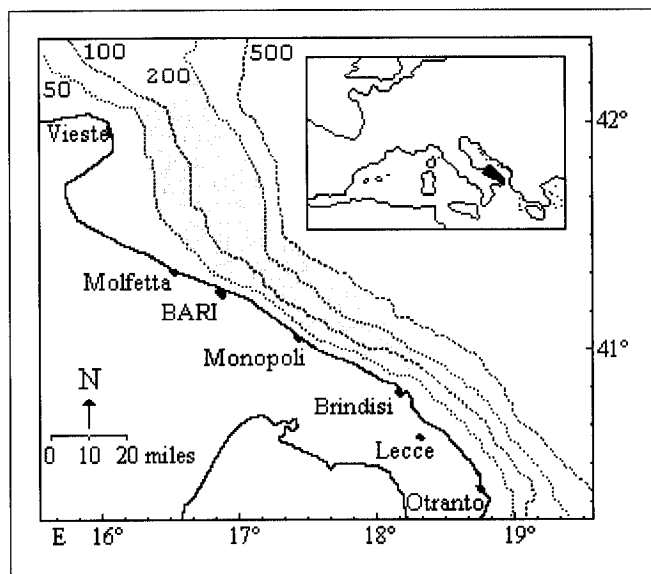 100
500
50
200
Vieste
42°
Molfetta
BARI
41°
Monopoli
N
Brindisi
0 10 20 miles
Lecce
Otranto
E 16° 17° 18° 19°